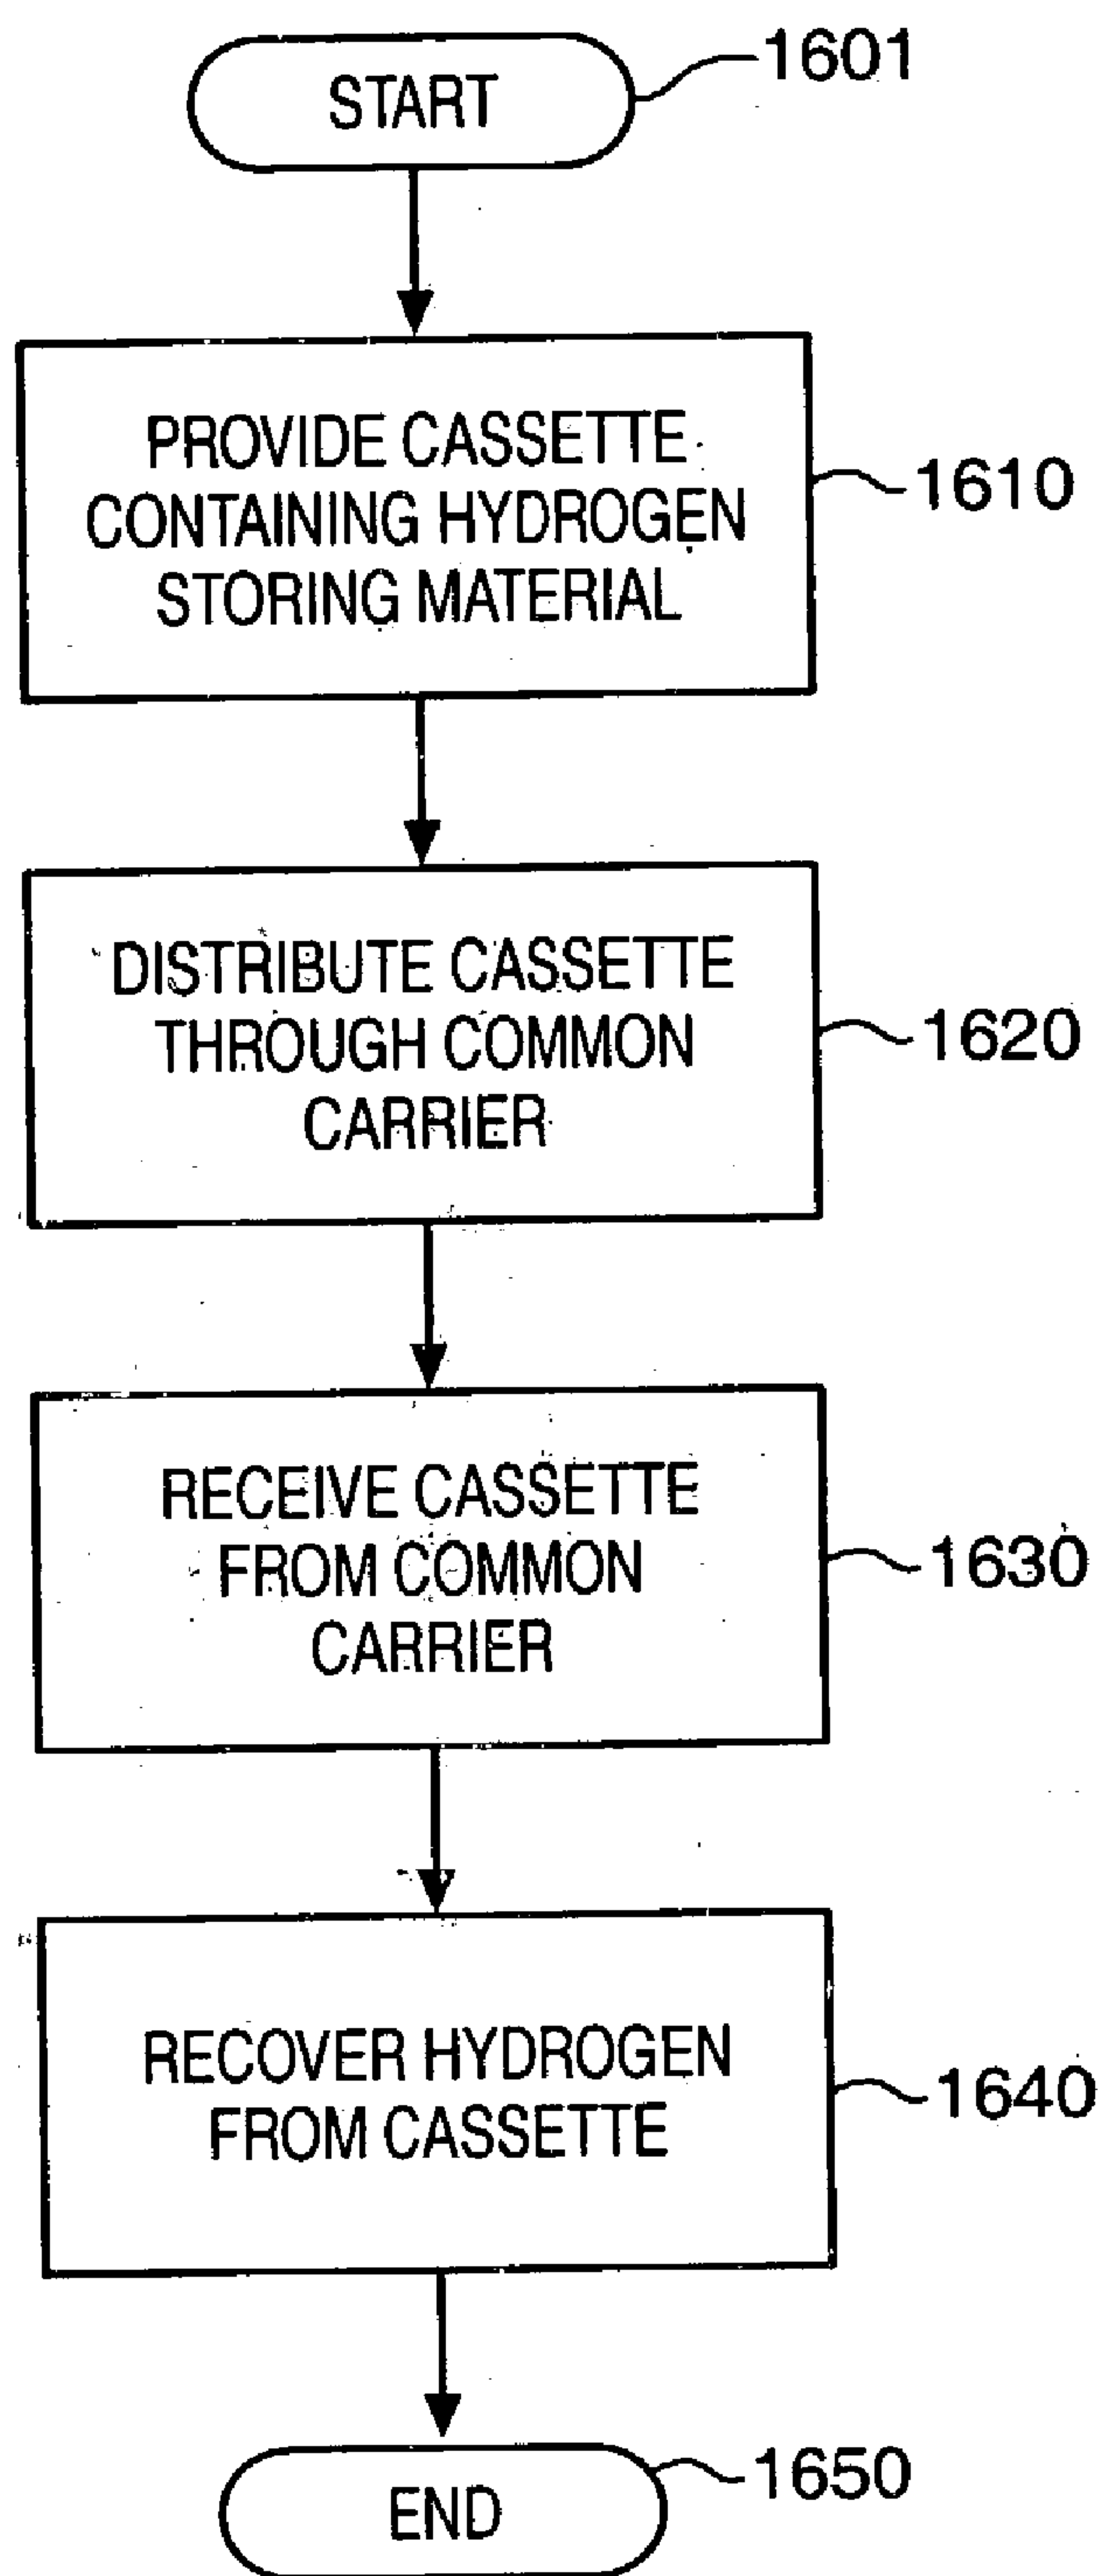 START
1601
PROVIDE CASSETTE
CONTAINING HYDROGEN
STORING MATERIAL
1610
DISTRIBUTE CASSETTE
THROUGH COMMON
CARRIER
1620
RECEIVE CASSETTE
FROM COMMON
CARRIER
1630
RECOVER HYDROGEN
FROM CASSETTE
1640
END
1650